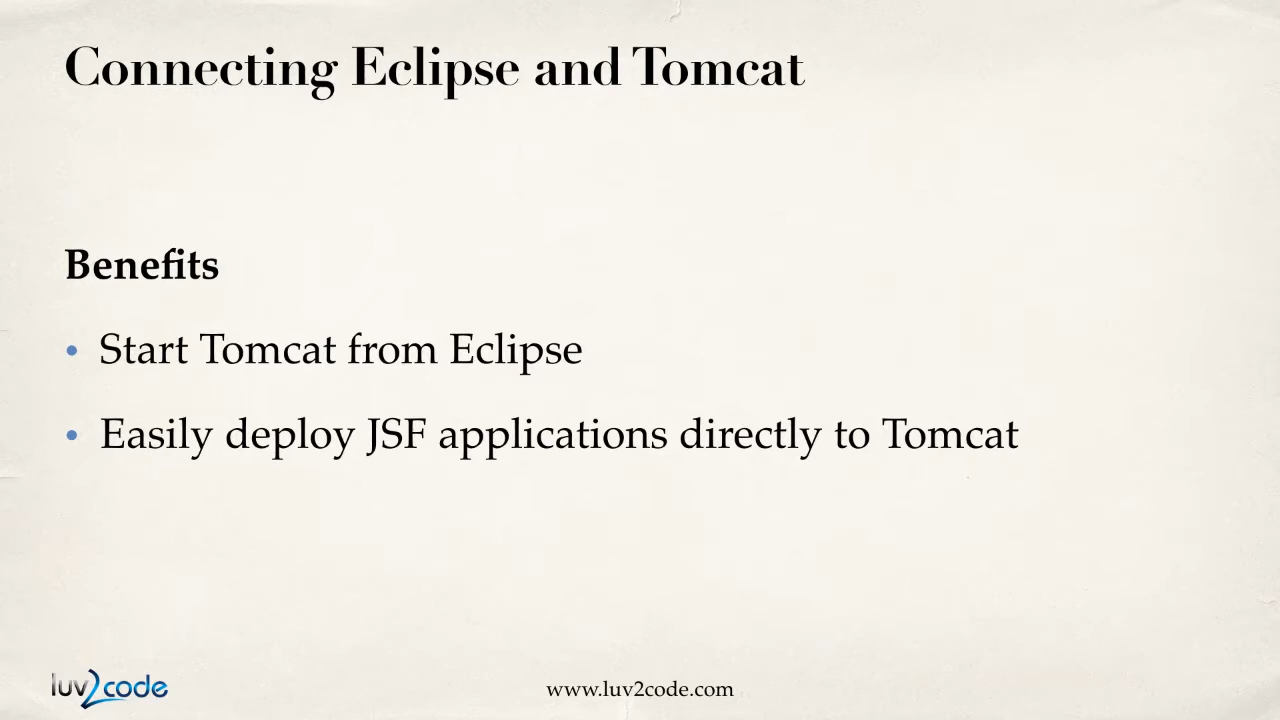 Connecting Eclipse and Tomcat
Benefits
• Start Tomcat from Eclipse
• Easily deploy JSF applications directly to Tomcat
luv2code
www.luv2code.com